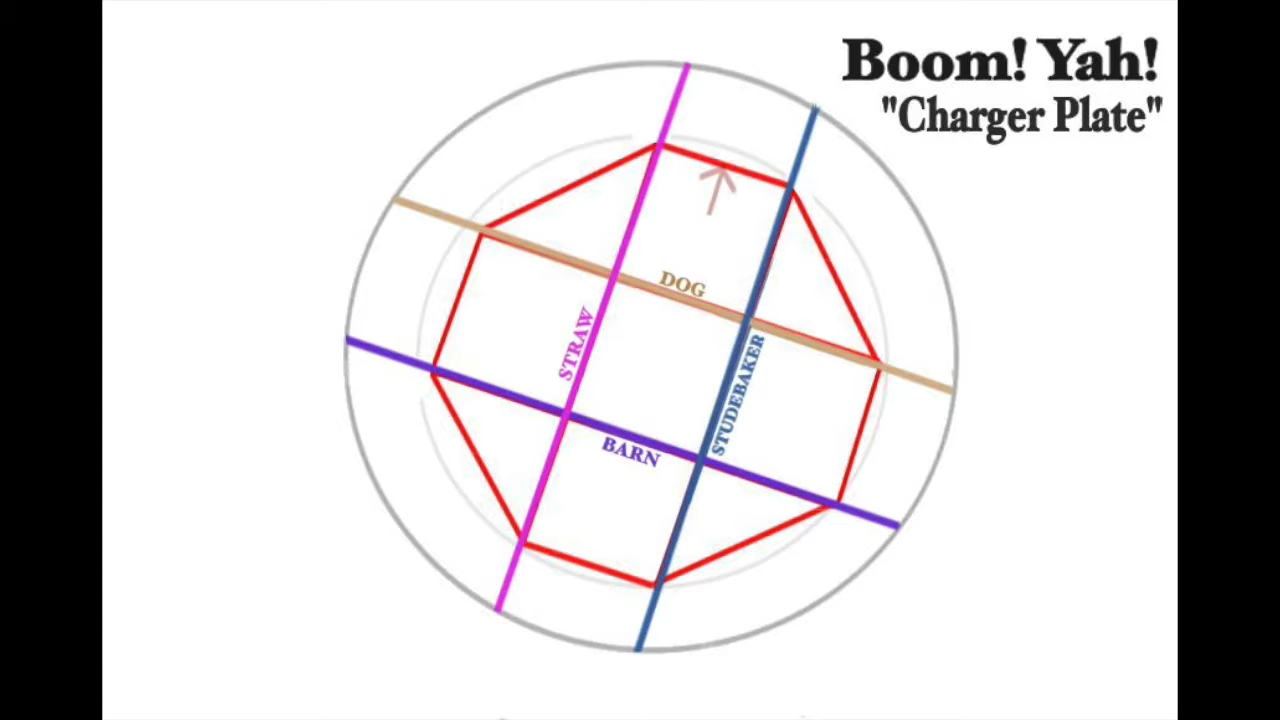 Boom! Yah!
"Charger Plate"
DOG
STRAW
STUDEBAKER
BARN